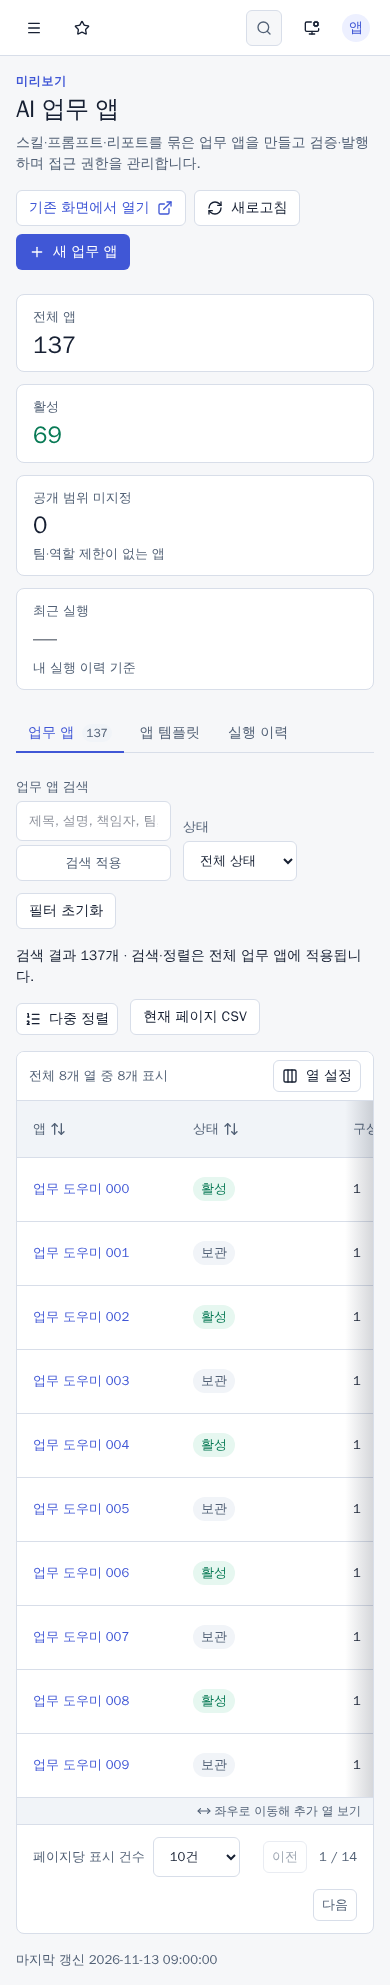 앱
미리보기
AI 업무 앱
스킬·프롬프트·리포트를 묶은 업무 앱을 만들고 검증·발행
하며 접근 권한을 관리합니다.
기존 화면에서 열기
새로고침
새 업무 앱
전체 앱
137
활성
69
공개 범위 미지정
0
팀·역할 제한이 없는 앱
최근 실행
—
내 실행 이력 기준
업무 앱 137
앱 템플릿
실행 이력
업무 앱 검색
제목, 설명, 책임자, 팀
검색 적용
상태
전체 상태
필터 초기화
검색 결과 137개 · 검색·정렬은 전체 업무 앱에 적용됩니
다.
다중 정렬
현재 페이지 CSV
전체 8개 열 중 8개 표시
열 설정
앱 상태
업무 도우미 000 활성 1
업무 도우미 001 보관 1
업무 도우미 002 활성 1
업무 도우미 003 보관 1
업무 도우미 004 활성 1
업무 도우미 005 보관 1
업무 도우미 006 활성 1
업무 도우미 007 보관 1
업무 도우미 008 활성 1
업무 도우미 009 보관 1
좌우로 이동해 추가 열 보기
페이지당 표시 건수 10건 이전 1 / 14
다음
마지막 갱신 2026-11-13 09:00:00